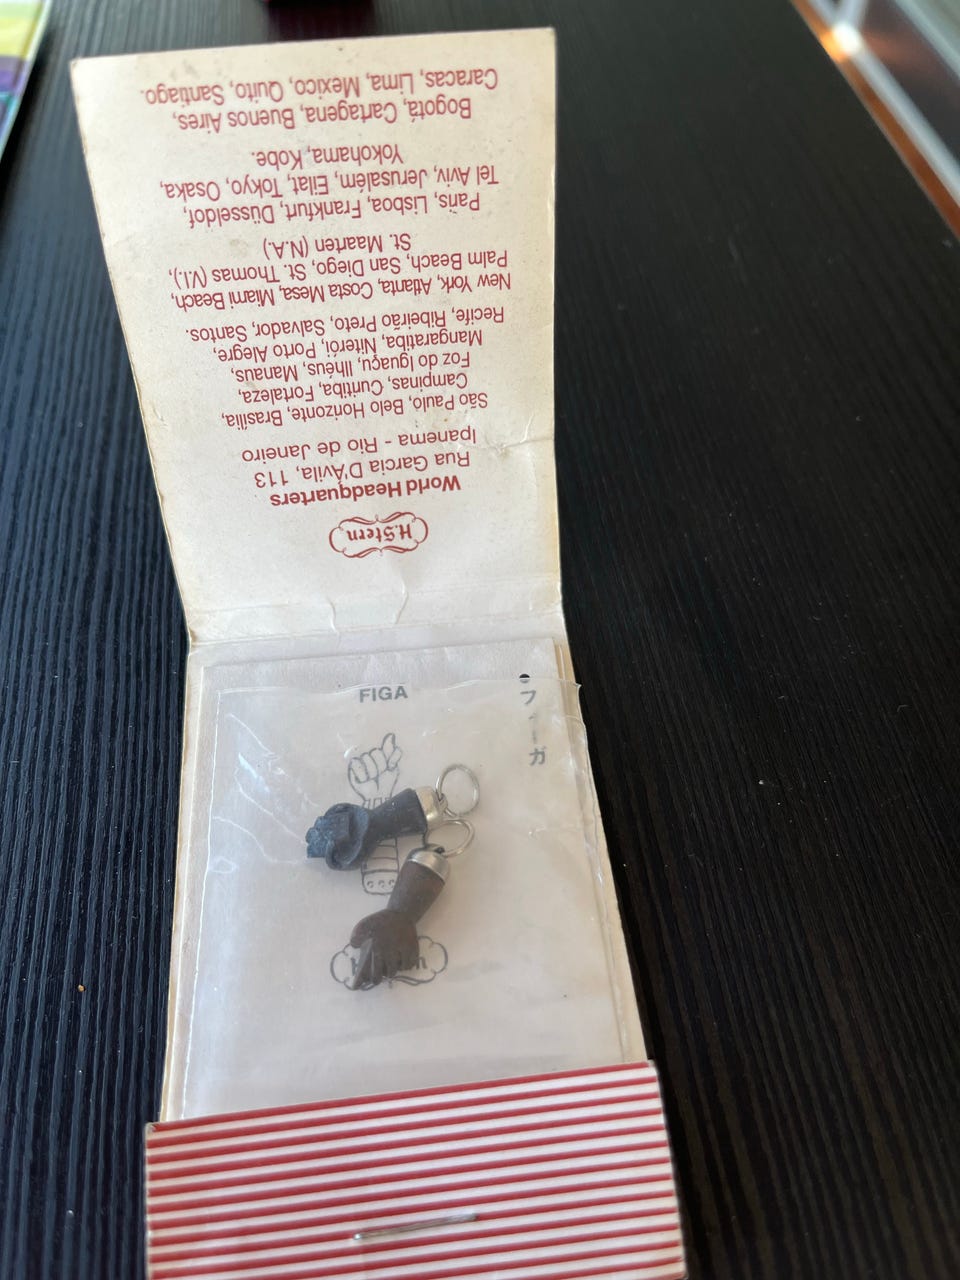 H.Stern
World Headquarters
Rua Garcia D'Ávila, 113
Ipanema - Rio de Janeiro
São Paulo, Belo Horizonte, Brasília,
Campinas, Curitiba, Fortaleza,
Foz do Iguaçu, Ilhéus, Manaus,
Mangaratiba, Niterói, Porto Alegre,
Recife, Ribeirão Preto, Salvador, Santos.
New York, Atlanta, Costa Mesa, Miami Beach,
Palm Beach, San Diego, St. Thomas (V.I.),
St. Maarten (N.A.)
Paris, Lisboa, Frankfurt, Düsseldof,
Tel Aviv, Jerusalém, Eilat, Tokyo, Osaka,
Yokohama, Kobe.
Bogotá, Cartagena, Buenos Aires,
Caracas, Lima, Mexico, Quito, Santiago.
FIGA
フィーガ